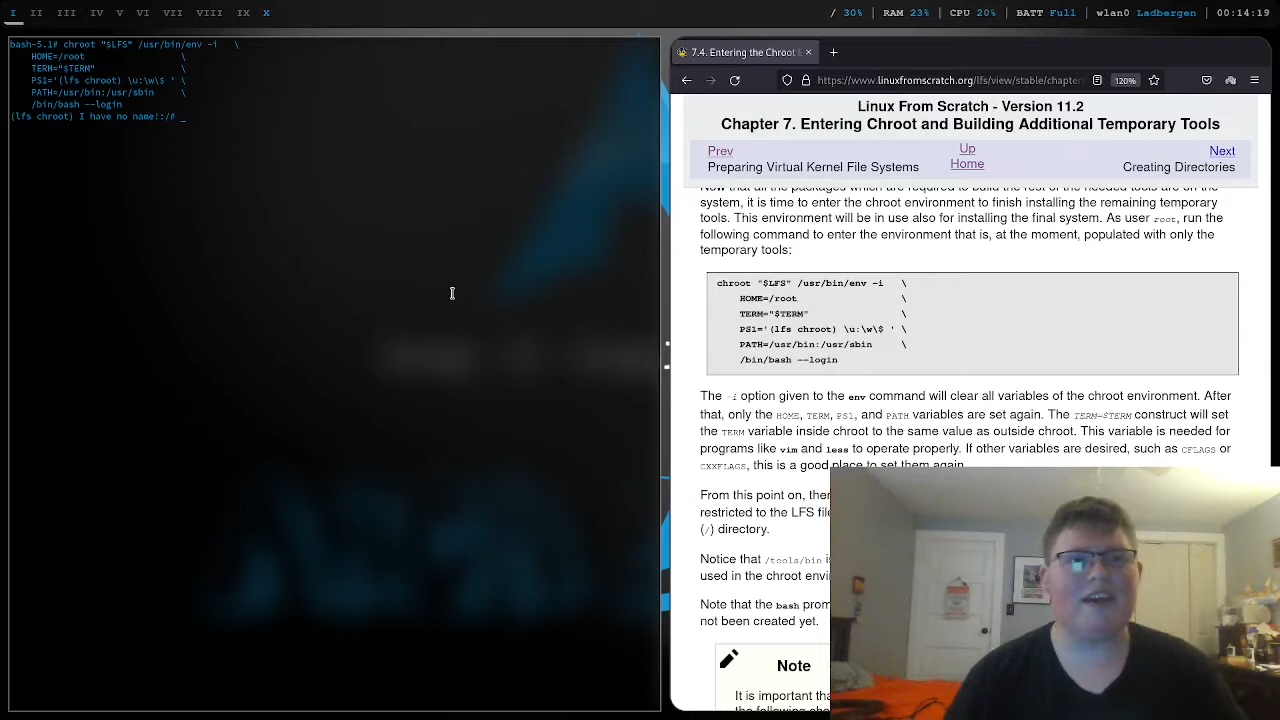 I II III IV V VI VII VIII IX X
/ 30% RAM 23% CPU 20% BATT Full wlan0 Ladbergen 00:14:19
bash-5.1# chroot "$LFS" /usr/bin/env -i \
HOME=/root \
TERM="$TERM" \
PS1='(lfs chroot) \u:\w\$ ' \
PATH=/usr/bin:/usr/sbin \
/bin/bash --login
(lfs chroot) I have no name!:/# _
7.4. Entering the Chroot E
https://www.linuxfromscratch.org/lfs/view/stable/chapter 120%
Linux From Scratch - Version 11.2
Chapter 7. Entering Chroot and Building Additional Temporary Tools
Prev Up Next
Preparing Virtual Kernel File Systems Home Creating Directories
Now that all the packages which are required to build the rest of the needed tools are on the
system, it is time to enter the chroot environment to finish installing the remaining temporary
tools. This environment will be in use also for installing the final system. As user root, run the
following command to enter the environment that is, at the moment, populated with only the
temporary tools:
chroot "$LFS" /usr/bin/env -i \
HOME=/root \
TERM="$TERM" \
PS1='(lfs chroot) \u:\w\$ ' \
PATH=/usr/bin:/usr/sbin \
/bin/bash --login
The -i option given to the env command will clear all variables of the chroot environment. After
that, only the HOME, TERM, PS1, and PATH variables are set again. The TERM=$TERM construct will set
the TERM variable inside chroot to the same value as outside chroot. This variable is needed for
programs like vim and less to operate properly. If other variables are desired, such as CFLAGS or
CXXFLAGS, this is a good place to set them again.
From this point on, ther
restricted to the LFS file
(/) directory.
Notice that /tools/bin is
used in the chroot envi
Note that the bash prom
not been created yet.
Note
It is important tha
the following cha